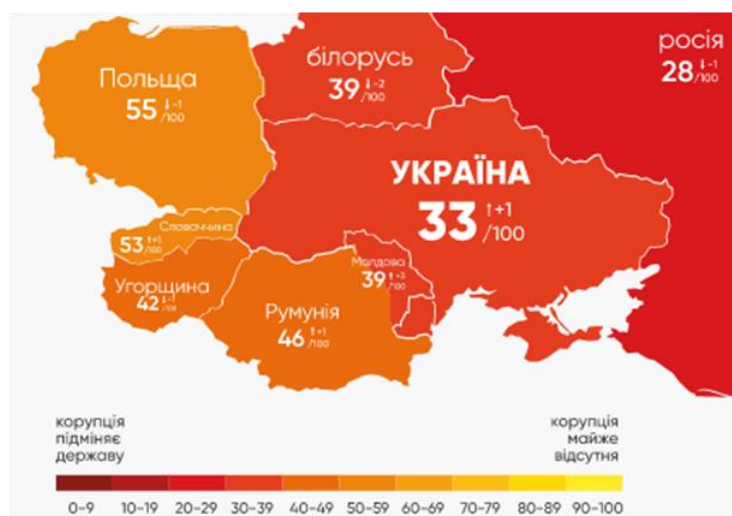 Польща
55 ↓-1 /100
білорусь
39 ↓-2 /100
росія
28 ↓-1 /100
УКРАЇНА
33 ↑+1 /100
Словаччина
53 ↑+1 /100
Угорщина
42 ↓-1 /100
Румунія
46 ↑+1 /100
Молдова
39 ↑+3 /100
корупція
підміняє
державу
корупція
майже
відсутня
0-9 10-19 20-29 30-39 40-49 50-59 60-69 70-79 80-89 90-100